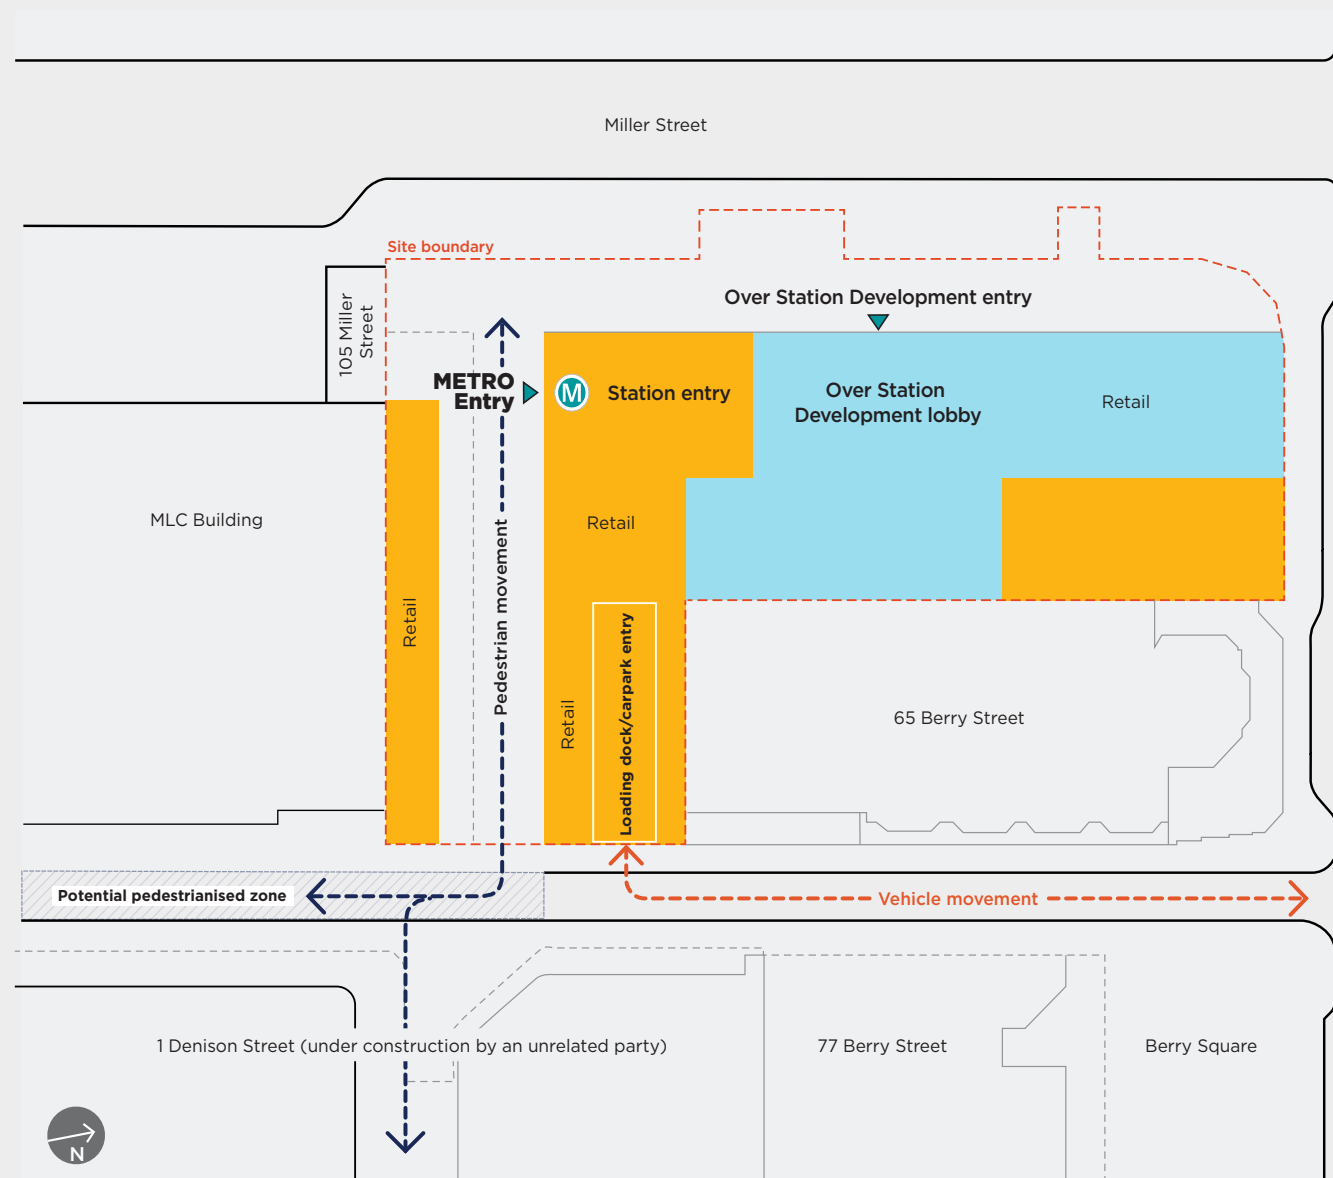 Miller Street
Site boundary
105 Miller
Street
Over Station Development entry
METRO
Entry
M
Station entry
Over Station
Development lobby
Retail
MLC Building
Retail
Pedestrian movement
Retail
Retail
Loading dock/carpark entry
65 Berry Street
Potential pedestrianised zone
Vehicle movement
1 Denison Street (under construction by an unrelated party)
77 Berry Street
Berry Square
N